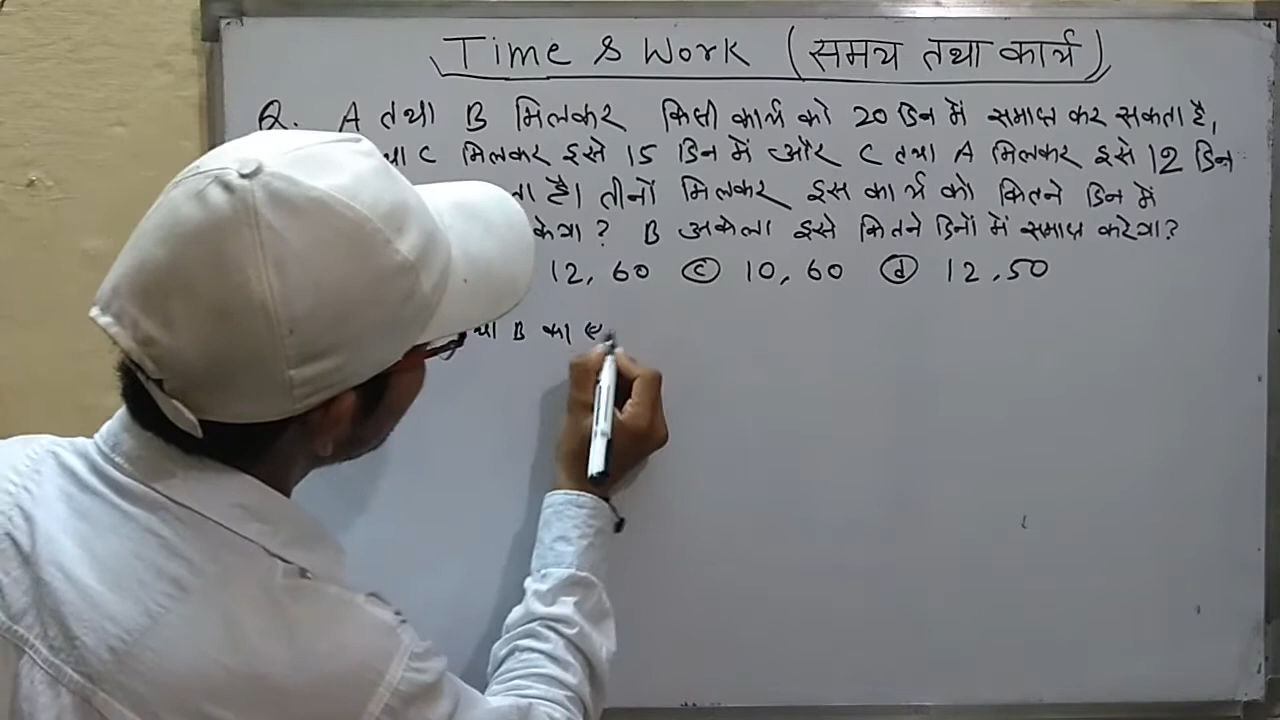 Time & Work (समय तथा कार्य)
Q. A तथा B मिलकर किसी कार्य को 20 दिन में समाप्त कर सकता है,
C मिलकर इसे 15 दिन में और C तथा A मिलकर इसे 12 दिन
है। तीनों मिलकर इस कार्य को कितने दिन में
करेगा? B अकेला इसे कितने दिनों में समाप्त करेगा?
12, 60 ⓒ 10, 60 ⓓ 12, 50
B का